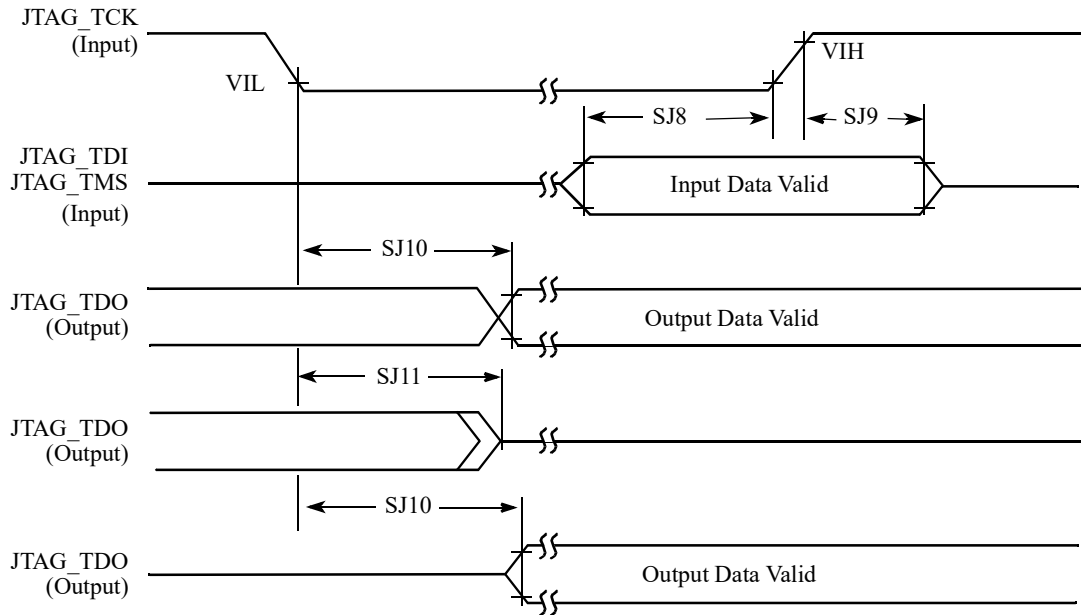 JTAG_TCK
(Input)
VIH
VIL
SJ8
SJ9
JTAG_TDI
JTAG_TMS
(Input)
Input Data Valid
SJ10
JTAG_TDO
(Output)
Output Data Valid
SJ11
JTAG_TDO
(Output)
SJ10
JTAG_TDO
(Output)
Output Data Valid